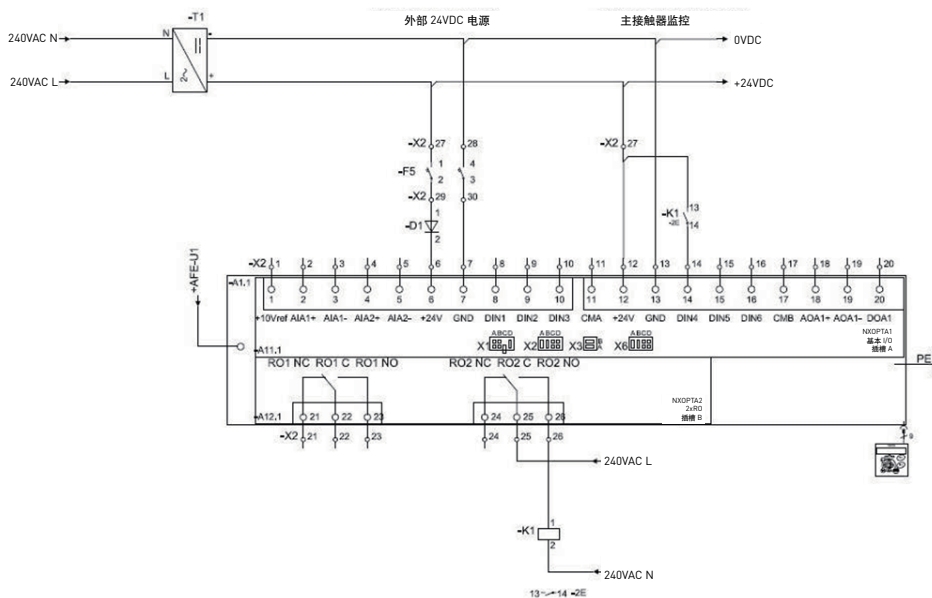 外部 24VDC 电源
主接触器监控
-T1
240VAC N
N
-
0VDC
2~
240VAC L
L
+
+24VDC
-X2 27
28
-X2 27
-F5
1
2
4
3
-X2 29
30
-D1
1
2
-K1
-2E
13
14
+AFE-U1
-X2 1 2 3 4 5 6 7 8 9 10 11 12 13 14 15 16 17 18 19 20
-A1.1
1 2 3 4 5 6 7 8 9 10 11 12 13 14 15 16 17 18 19 20
+10Vref AIA1+ AIA1- AIA2+ AIA2- +24V GND DIN1 DIN2 DIN3 CMA +24V GND DIN4 DIN5 DIN6 CMB AOA1+ AOA1- DOA1
NXOPTA1
基本 I/O
插槽 A
ABCD
ABCD
ABCD
X1
X2
X3
B
A
X6
-A11.1
RO1 NC RO1 C RO1 NO
RO2 NC RO2 C RO2 NO
PE
NXOPTA2
2xRO
插槽 B
-A12.1
21 22 23
24 25 26
-X2 21 22 23
24 25 26
9
240VAC L
-K1
1
2
240VAC N
13 14 -2E